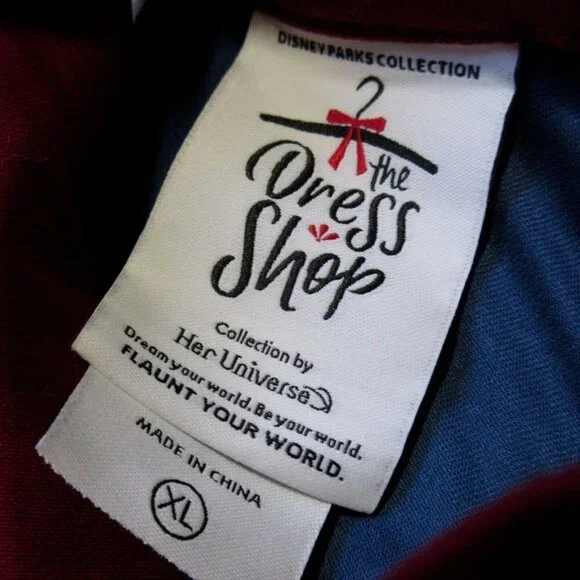 DISNEY PARKS COLLECTION
the
Dress
Shop
Collection by
Her Universe
Dream your world. Be your world.
FLAUNT YOUR WORLD.
MADE IN CHINA
XL